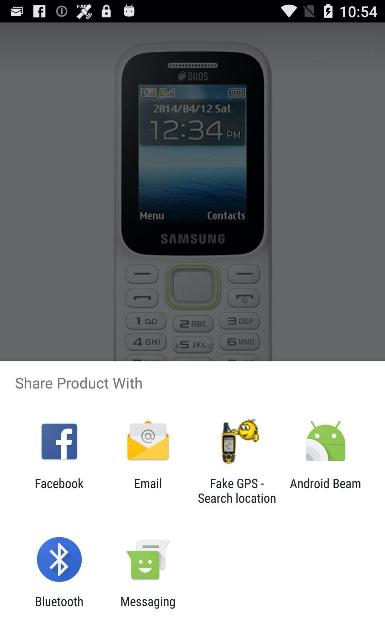 10:54
DUOS
2014/04/12 Sat
12:34 PM
Menu Contacts
SAMSUNG
1 2 ABC 3 DEF
4 GHI 5 JKL 6 MNO
Share Product With
Facebook
Email
Fake GPS -
Search location
Android Beam
Bluetooth
Messaging